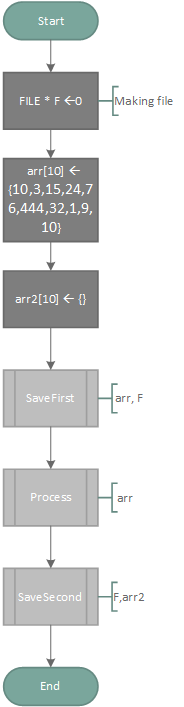 Start
FILE * F ←0
Making file
arr[10] ←
{10,3,15,24,7
6,444,32,1,9,
10}
arr2[10] ← {}
SaveFirst
arr, F
Process
arr
SaveSecond
F,arr2
End